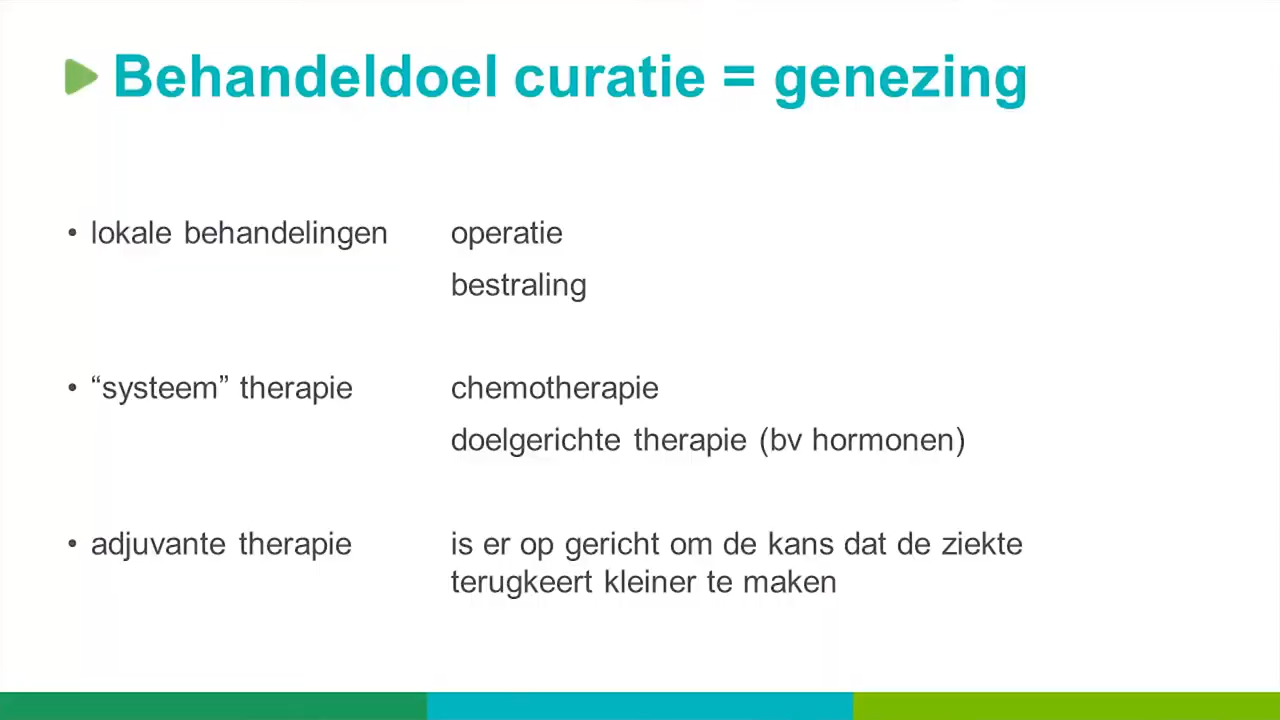 Behandeldoel curatie = genezing
• lokale behandelingen operatie
bestraling
• “systeem” therapie chemotherapie
doelgerichte therapie (bv hormonen)
• adjuvante therapie is er op gericht om de kans dat de ziekte
terugkeert kleiner te maken